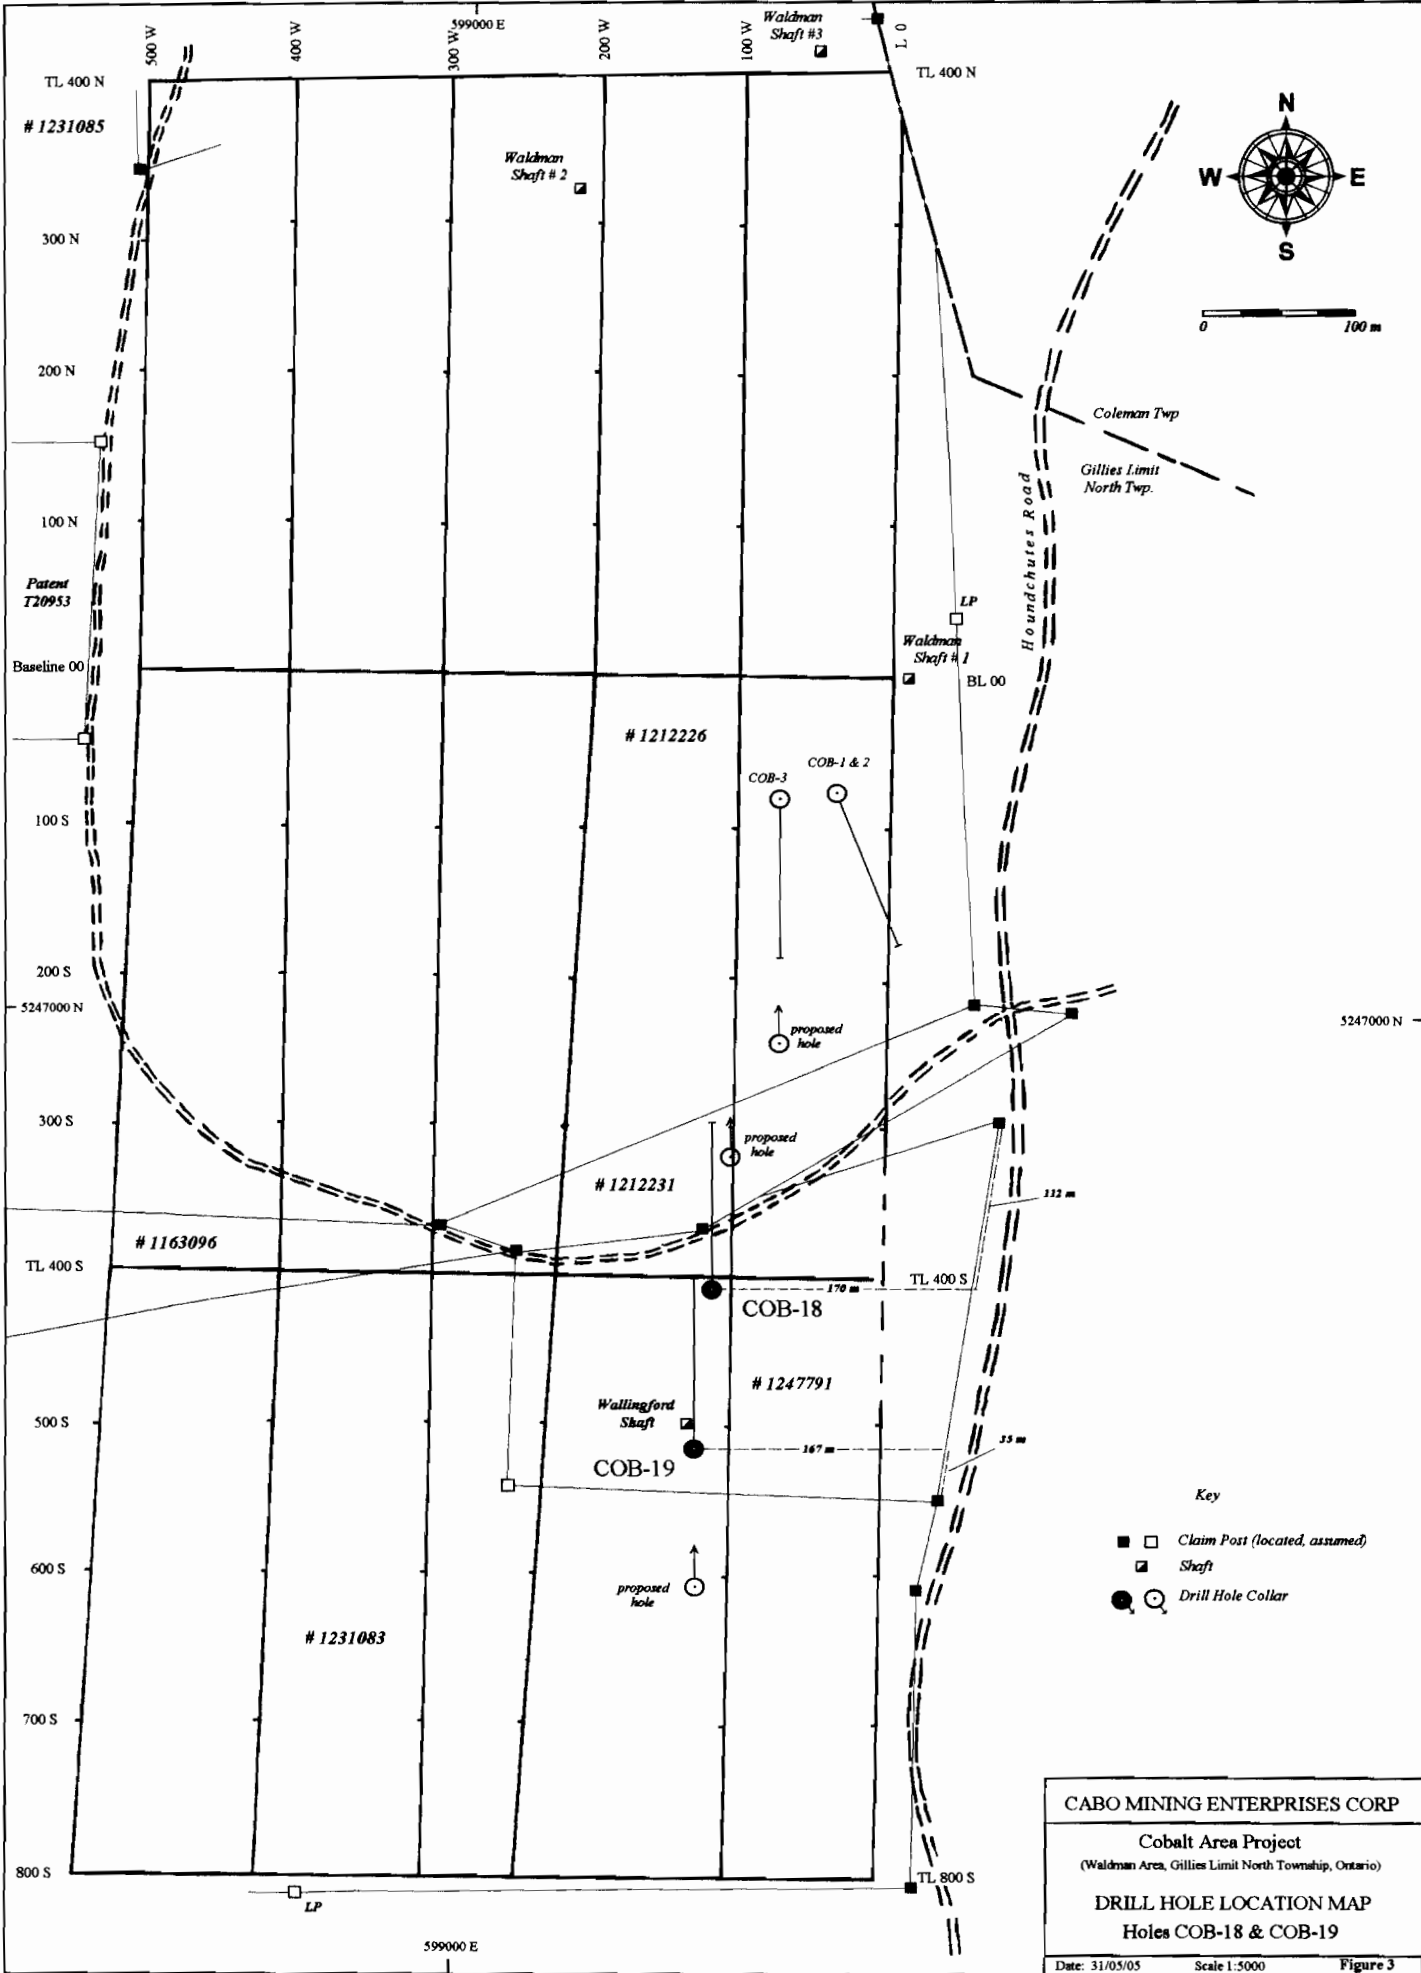 599000 E
500 W
400 W
300 W
200 W
100 W
L 0
Waldman
Shaft #3
TL 400 N
TL 400 N
# 1231085
Waldman
Shaft # 2
N
W
E
S
0
100 m
300 N
200 N
Coleman Twp
Gillies Limit
North Twp.
Houndchutes Road
100 N
Patent
T20953
LP
Waldman
Shaft # 1
Baseline 00
BL 00
# 1212226
COB-3
COB-1 & 2
100 S
200 S
5247000 N
5247000 N
proposed
hole
300 S
proposed
hole
# 1212231
112 m
# 1163096
TL 400 S
TL 400 S
170 m
COB-18
# 1247791
Wallingford
Shaft
500 S
167 m
35 m
COB-19
Key
Claim Post (located, assumed)
Shaft
Drill Hole Collar
600 S
proposed
hole
# 1231083
700 S
800 S
TL 800 S
LP
599000 E
CABO MINING ENTERPRISES CORP
Cobalt Area Project
(Waldman Area, Gillies Limit North Township, Ontario)
DRILL HOLE LOCATION MAP
Holes COB-18 & COB-19
Date: 31/05/05
Scale 1:5000
Figure 3